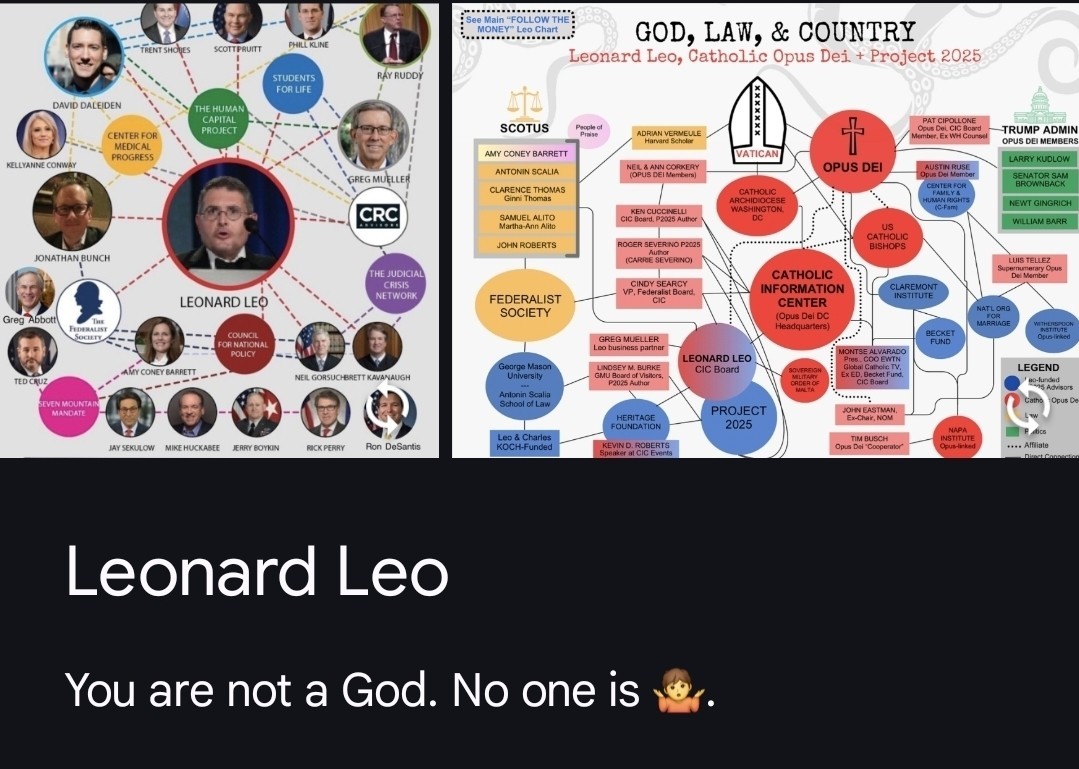 TRENT SHORES
SCOTT PRUITT
PHILL KLINE
RAY RUDDY
DAVID DALEIDEN
STUDENTS
FOR LIFE
THE HUMAN
CAPITAL
PROJECT
KELLYANNE CONWAY
CENTER FOR
MEDICAL
PROGRESS
GREG MUELLER
CRC
ADVISORS
JONATHAN BUNCH
LEONARD LEO
THE JUDICIAL
CRISIS
NETWORK
Greg Abbott
THE
FEDERALIST
SOCIETY
AMY CONEY BARRETT
COUNCIL
FOR NATIONAL
POLICY
NEIL GORSUCH
BRETT KAVANAUGH
TED CRUZ
SEVEN MOUNTAIN
MANDATE
JAY SEKULOW
MIKE HUCKABEE
JERRY BOYKIN
RICK PERRY
Ron DeSantis
See Main "FOLLOW THE
MONEY" Leo Chart
GOD, LAW, & COUNTRY
Leonard Leo, Catholic Opus Dei + Project 2025
SCOTUS
People of
Praise
AMY CONEY BARRETT
ANTONIN SCALIA
CLARENCE THOMAS
Ginni Thomas
SAMUEL ALITO
Martha-Ann Alito
JOHN ROBERTS
FEDERALIST
SOCIETY
George Mason
University
—
Antonin Scalia
School of Law
Leo & Charles
KOCH-Funded
ADRIAN VERMEULE
Harvard Scholar
NEIL & ANN CORKERY
(OPUS DEI Members)
KEN CUCCINELLI
CIC Board, P2025 Author
ROGER SEVERINO P2025
Author
(CARRIE SEVERINO)
CINDY SEARCY
VP, Federalist Board,
CIC
GREG MUELLER
Leo business partner
LINDSEY M. BURKE
GMU Board of Visitors,
P2025 Author
HERITAGE
FOUNDATION
KEVIN D. ROBERTS
Speaker at CIC Events
VATICAN
CATHOLIC
ARCHDIOCESE
WASHINGTON,
DC
OPUS DEI
US
CATHOLIC
BISHOPS
CATHOLIC
INFORMATION
CENTER
(Opus Dei DC
Headquarters)
LEONARD LEO
CIC Board
PROJECT
2025
SOVEREIGN
MILITARY
ORDER OF
MALTA
MONTSE ALVARADO
Pres., COO EWTN
Global Catholic TV,
Ex ED, Becket Fund,
CIC Board
JOHN EASTMAN,
Ex-Chair, NOM
TIM BUSCH
Opus Dei "Cooperator"
NAPA
INSTITUTE
Opus-linked
PAT CIPOLLONE
Opus Dei, CIC Board
Member, Ex WH Counsel
AUSTIN RUSE
Opus Dei Member
CENTER FOR
FAMILY &
HUMAN RIGHTS
(C-Fam)
CLAREMONT
INSTITUTE
BECKET
FUND
NAT'L ORG
FOR
MARRIAGE
LUIS TELLEZ
Supernumerary Opus
Dei Member
WITHERSPOON
INSTITUTE
Opus-linked
TRUMP ADMIN
OPUS DEI MEMBERS
LARRY KUDLOW
SENATOR SAM
BROWNBACK
NEWT GINGRICH
WILLIAM BARR
LEGEND
Leo-funded
Advisors
Opus De
Law
Affiliate
Direct Connection
Leonard Leo
You are not a God. No one is 🤷.